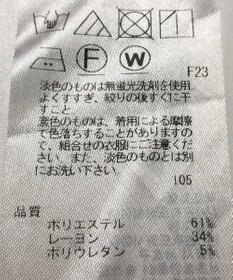 F W
F23
淡色のものは無蛍光洗剤を使用
よくすすぎ、絞りの後すぐに干
すこと
濃色のものは、着用による摩擦
で色落ちすることがありますの
で、組合せの衣服にご注意くだ
さい。また、淡色のものとは別
にお洗い下さい。
105
品質
ポリエステル 61%
レーヨン 34%
ポリウレタン 5%